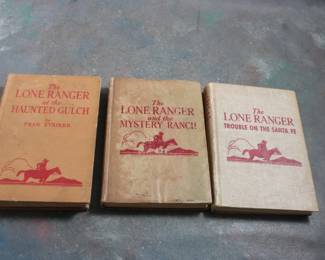 The
LONE RANGER
at the
HAUNTED GULCH
by
FRAN STRIKER
The
LONE RANGER
and the
MYSTERY RANCH
The
LONE RANGER
TROUBLE ON THE SANTA FE